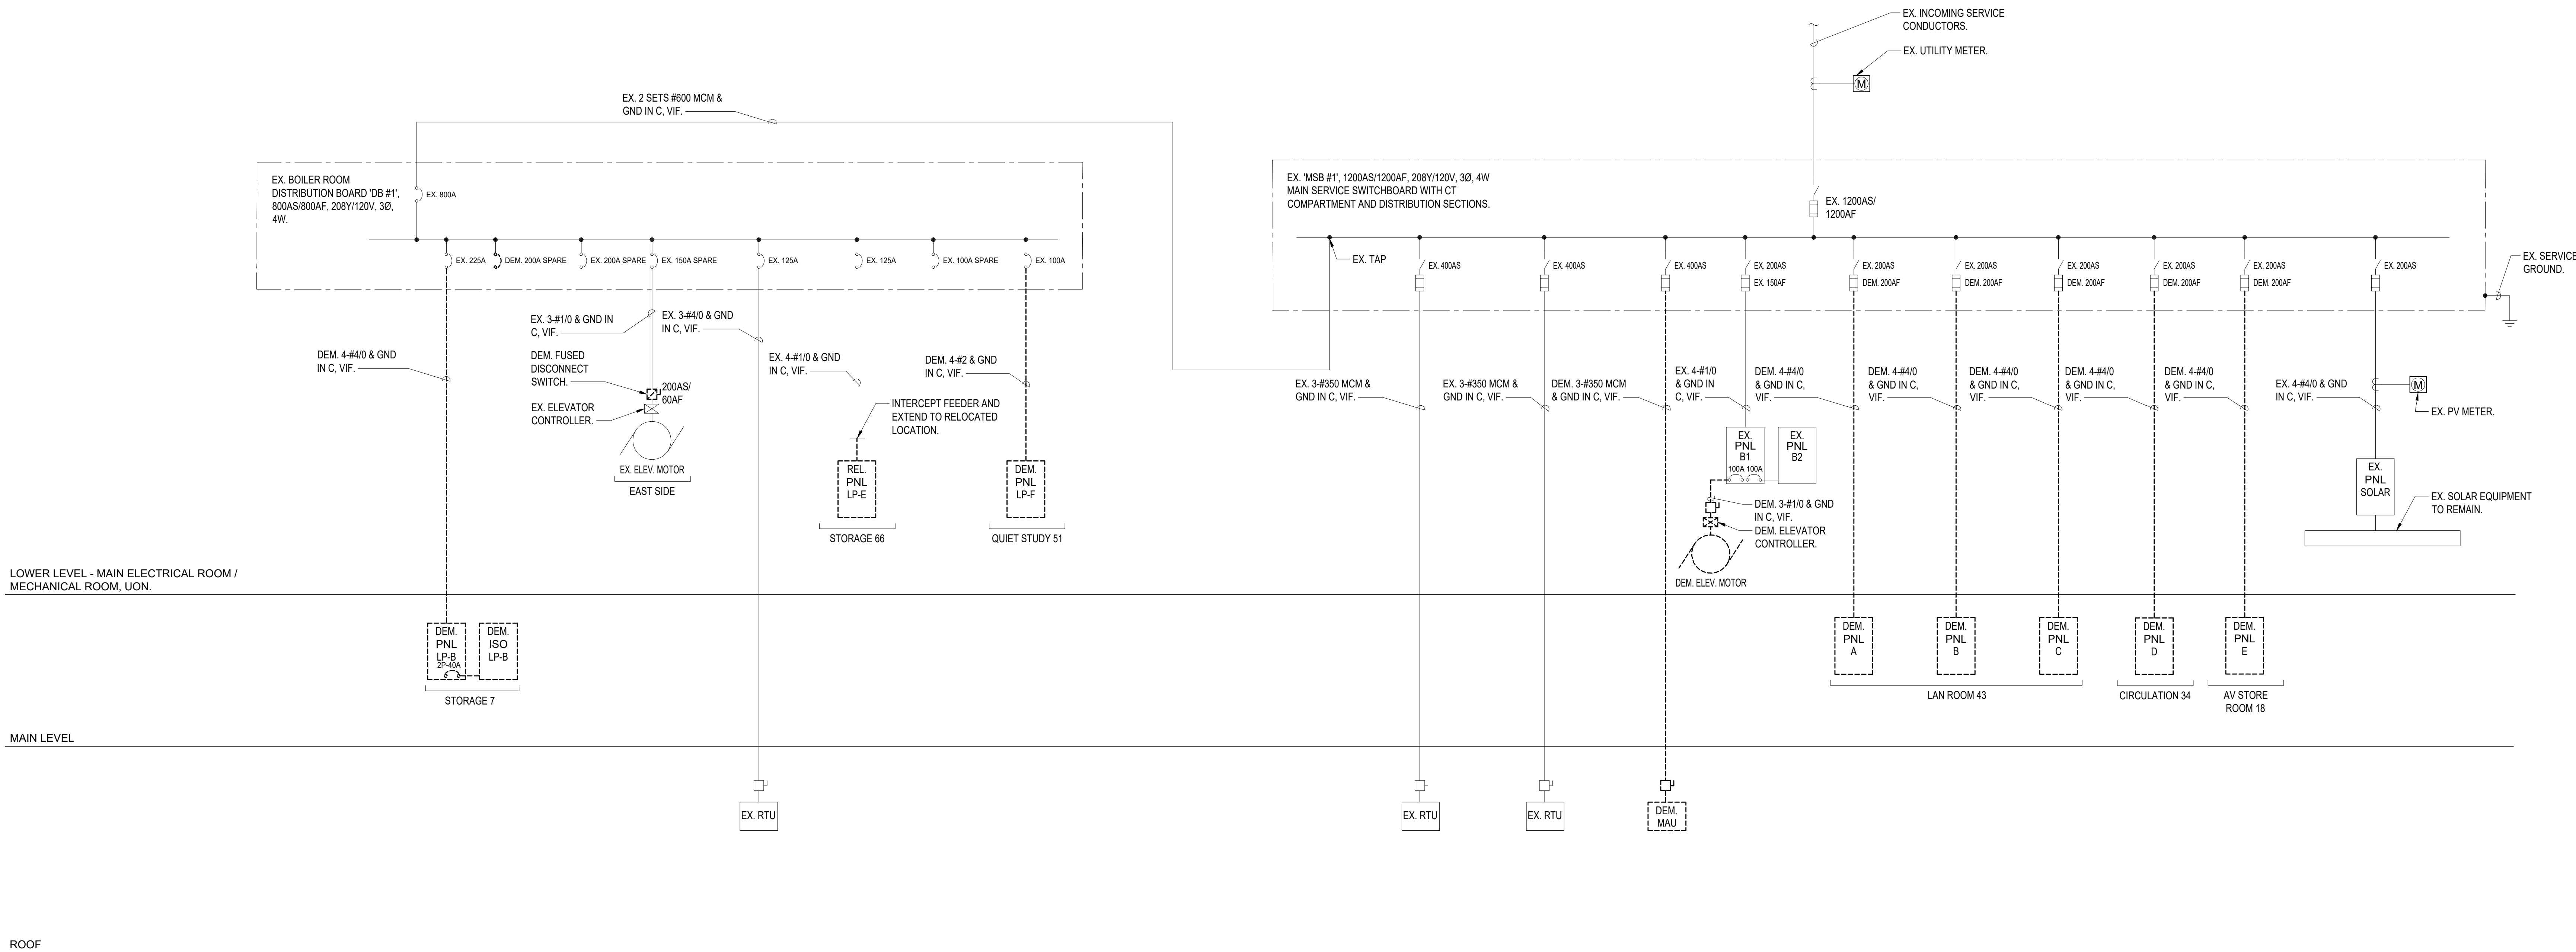 EX. INCOMING SERVICE
CONDUCTORS.
EX. UTILITY METER.
M
EX. 2 SETS #600 MCM &
GND IN C, VIF.
EX. BOILER ROOM
DISTRIBUTION BOARD 'DB #1',
800AS/800AF, 208Y/120V, 3Ø,
4W.
EX. 800A
EX. 'MSB #1', 1200AS/1200AF, 208Y/120V, 3Ø, 4W
MAIN SERVICE SWITCHBOARD WITH CT
COMPARTMENT AND DISTRIBUTION SECTIONS.
EX. 1200AS/
1200AF
EX. 225A
DEM. 200A SPARE
EX. 200A SPARE
EX. 150A SPARE
EX. 125A
EX. 125A
EX. 100A SPARE
EX. 100A
EX. TAP
EX. 400AS
EX. 400AS
EX. 400AS
EX. 200AS
EX. 150AF
EX. 200AS
DEM. 200AF
EX. 200AS
DEM. 200AF
EX. 200AS
DEM. 200AF
EX. 200AS
DEM. 200AF
EX. 200AS
DEM. 200AF
EX. 200AS
EX. SERVICE
GROUND.
DEM. 4-#4/0 & GND
IN C, VIF.
EX. 3-#1/0 & GND IN
C, VIF.
DEM. FUSED
DISCONNECT
SWITCH.
200AS/
60AF
EX. ELEVATOR
CONTROLLER.
EX. ELEV. MOTOR
EAST SIDE
EX. 3-#4/0 & GND
IN C, VIF.
EX. 4-#1/0 & GND
IN C, VIF.
INTERCEPT FEEDER AND
EXTEND TO RELOCATED
LOCATION.
REL.
PNL
LP-E
STORAGE 66
DEM. 4-#2 & GND
IN C, VIF.
DEM.
PNL
LP-F
QUIET STUDY 51
EX. 3-#350 MCM &
GND IN C, VIF.
EX. 3-#350 MCM &
GND IN C, VIF.
DEM. 3-#350 MCM
& GND IN C, VIF.
EX. 4-#1/0
& GND IN
C, VIF.
DEM. 4-#4/0
& GND IN C,
VIF.
DEM. 4-#4/0
& GND IN C,
VIF.
DEM. 4-#4/0
& GND IN C,
VIF.
DEM. 4-#4/0
& GND IN C,
VIF.
DEM. 4-#4/0
& GND IN C,
VIF.
EX. 4-#4/0 & GND
IN C, VIF.
M
EX. PV METER.
EX.
PNL
B1
100A 100A
EX.
PNL
B2
DEM. 3-#1/0 & GND
IN C, VIF.
DEM. ELEVATOR
CONTROLLER.
DEM. ELEV. MOTOR
EX.
PNL
SOLAR
EX. SOLAR EQUIPMENT
TO REMAIN.
LOWER LEVEL - MAIN ELECTRICAL ROOM /
MECHANICAL ROOM, UON.
DEM.
PNL
LP-B
2P-40A
DEM.
ISO
LP-B
STORAGE 7
DEM.
PNL
A
DEM.
PNL
B
DEM.
PNL
C
LAN ROOM 43
DEM.
PNL
D
CIRCULATION 34
DEM.
PNL
E
AV STORE
ROOM 18
MAIN LEVEL
EX. RTU
EX. RTU
EX. RTU
DEM.
MAU
ROOF